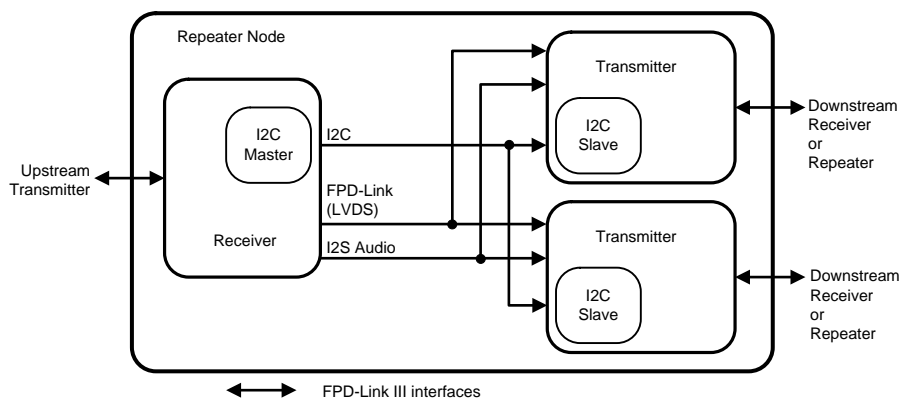 Repeater Node
Transmitter
I2C
Slave
Downstream
Receiver
or
Repeater
I2C
Master
I2C
Upstream
Transmitter
FPD-Link
(LVDS)
Receiver
I2S Audio
Transmitter
I2C
Slave
Downstream
Receiver
or
Repeater
FPD-Link III interfaces